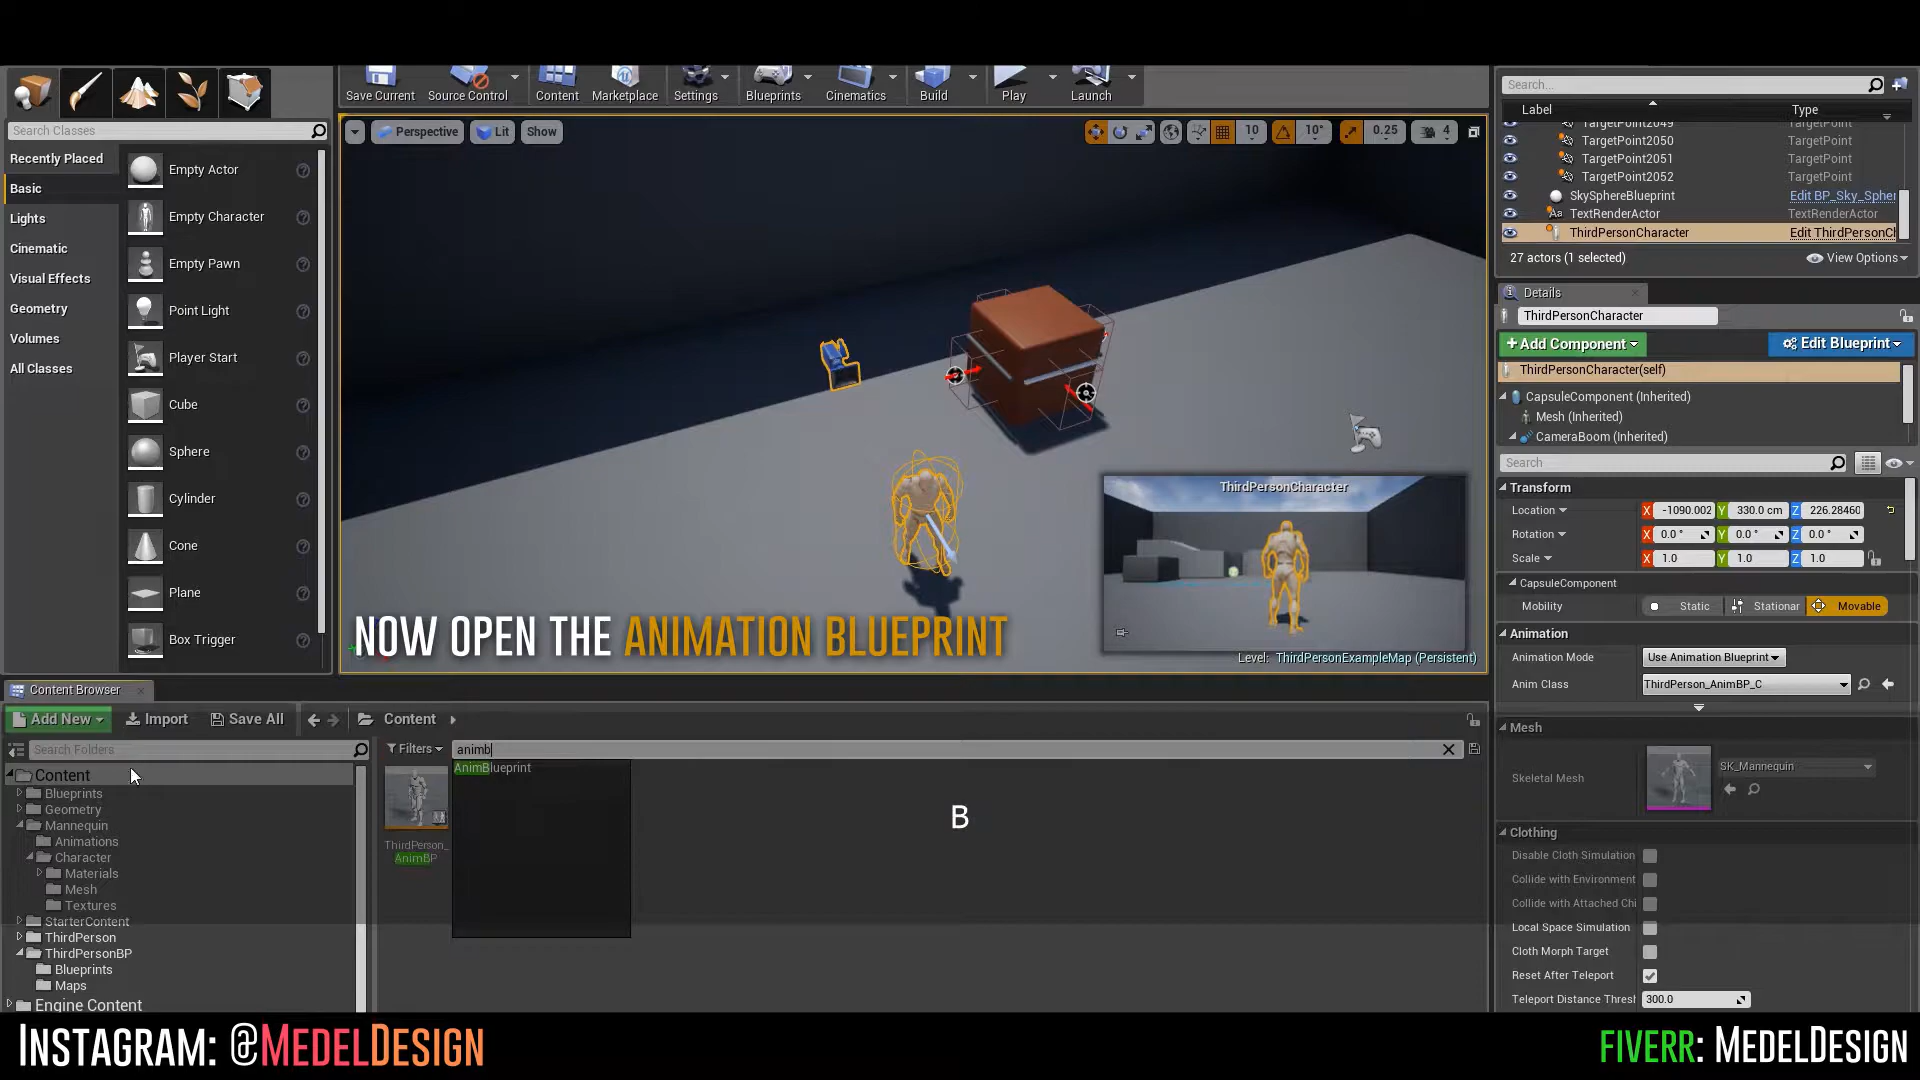 Save Current
Source Control
Content
Marketplace
Settings
Blueprints
Cinematics
Build
Play
Launch
Search Classes
Recently Placed
Basic
Lights
Cinematic
Visual Effects
Geometry
Volumes
All Classes
Empty Actor
Empty Character
Empty Pawn
Point Light
Player Start
Cube
Sphere
Cylinder
Cone
Plane
Box Trigger
Perspective
Lit
Show
10
10°
0.25
4
ThirdPersonCharacter
NOW OPEN THE ANIMATION BLUEPRINT
Level: ThirdPersonExampleMap (Persistent)
Search...
Label Type
TargetPoint2049 TargetPoint
TargetPoint2050 TargetPoint
TargetPoint2051 TargetPoint
TargetPoint2052 TargetPoint
SkySphereBlueprint Edit BP_Sky_Spher
TextRenderActor TextRenderActor
ThirdPersonCharacter Edit ThirdPersonCh
27 actors (1 selected) View Options
Details
ThirdPersonCharacter
+Add Component Edit Blueprint
ThirdPersonCharacter(self)
CapsuleComponent (Inherited)
Mesh (Inherited)
CameraBoom (Inherited)
Search
Transform
Location X -1090.002 Y 330.0 cm Z 226.28460
Rotation X 0.0 ° Y 0.0 ° Z 0.0 °
Scale X 1.0 Y 1.0 Z 1.0
CapsuleComponent
Mobility Static Stationar Movable
Animation
Animation Mode Use Animation Blueprint
Anim Class ThirdPerson_AnimBP_C
Mesh
Skeletal Mesh SK_Mannequin
Clothing
Disable Cloth Simulation
Collide with Environment
Collide with Attached Chi
Local Space Simulation
Cloth Morph Target
Reset After Teleport
Teleport Distance Thresl 300.0
Content Browser
Add New Import Save All Content
Search Folders
Filters animb
AnimBlueprint
ThirdPerson_
AnimBP
B
Content
Blueprints
Geometry
Mannequin
Animations
Character
Materials
Mesh
Textures
StarterContent
ThirdPerson
ThirdPersonBP
Blueprints
Maps
Engine Content
INSTAGRAM: @MEDELDESIGN
FIVERR: MEDELDESIGN